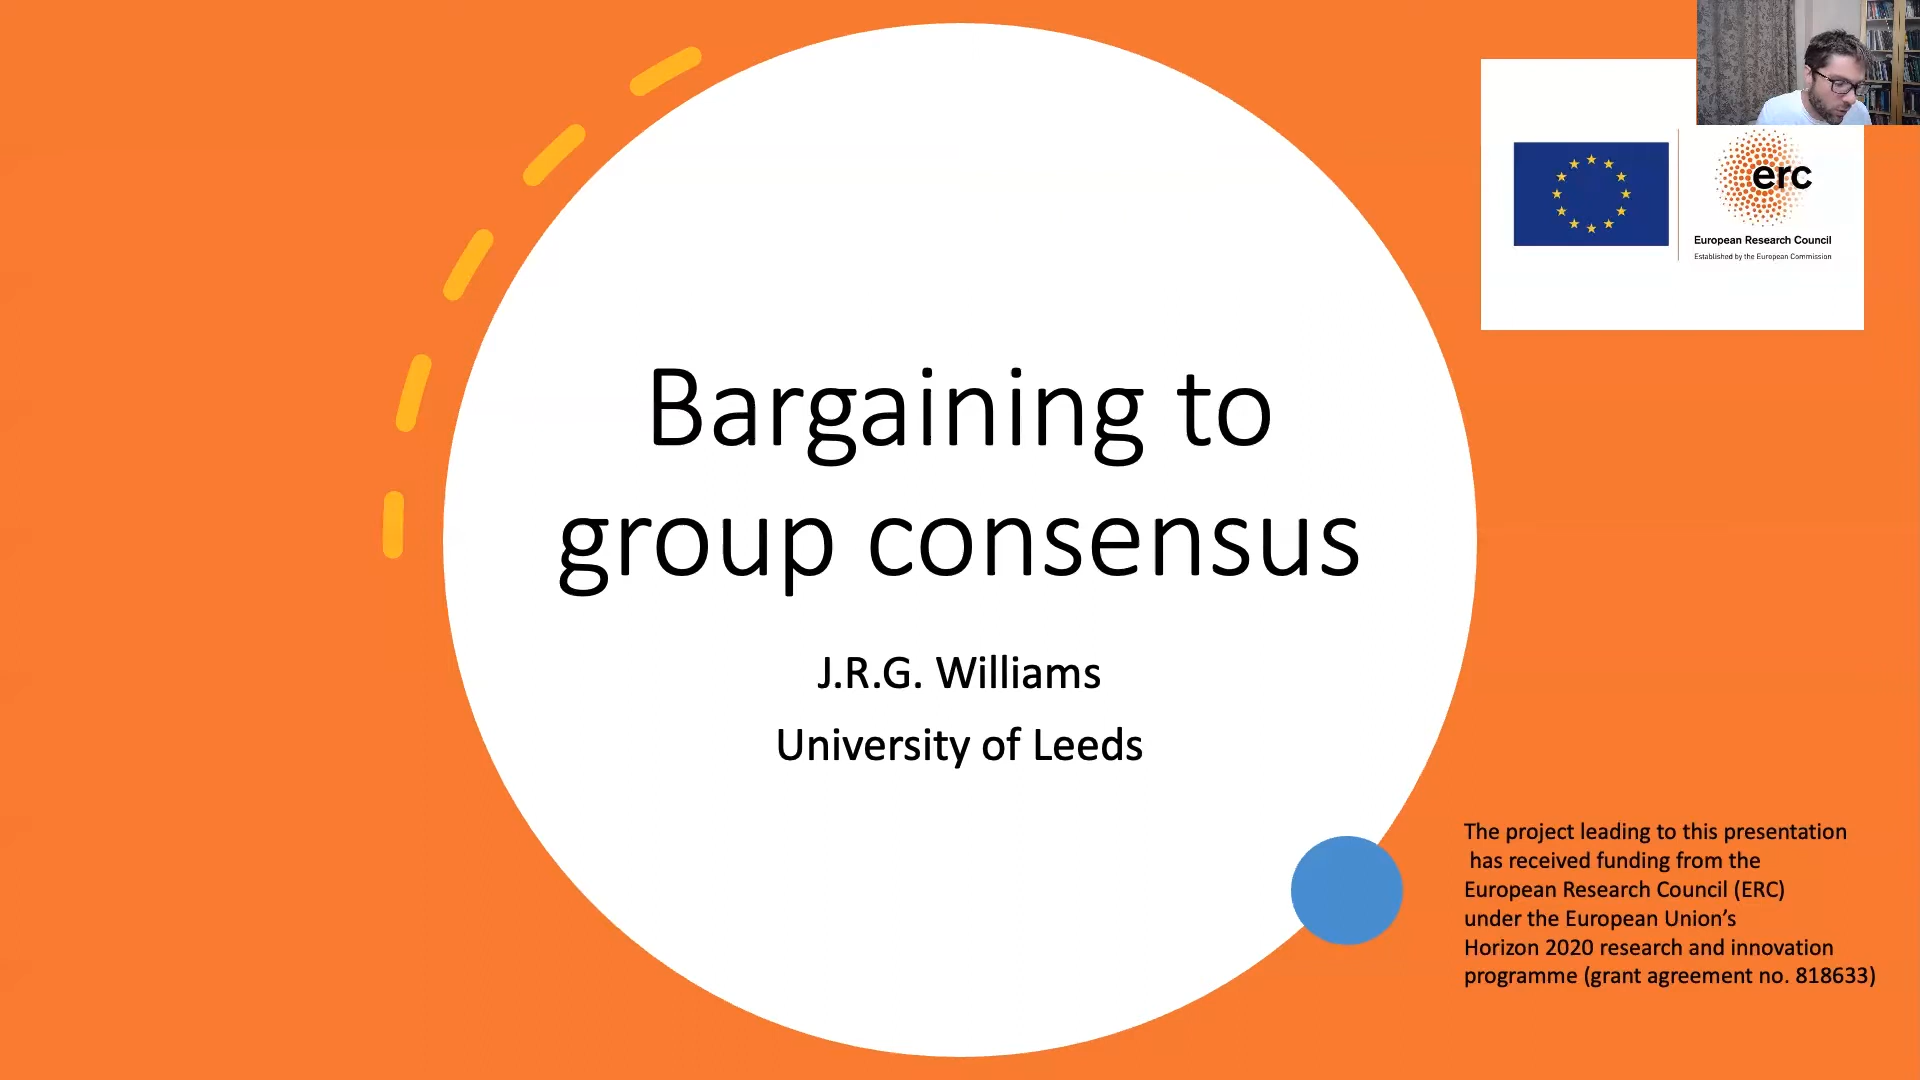 erc
European Research Council
Established by the European Commission
Bargaining to
group consensus
J.R.G. Williams
University of Leeds
The project leading to this presentation
has received funding from the
European Research Council (ERC)
under the European Union’s
Horizon 2020 research and innovation
programme (grant agreement no. 818633)